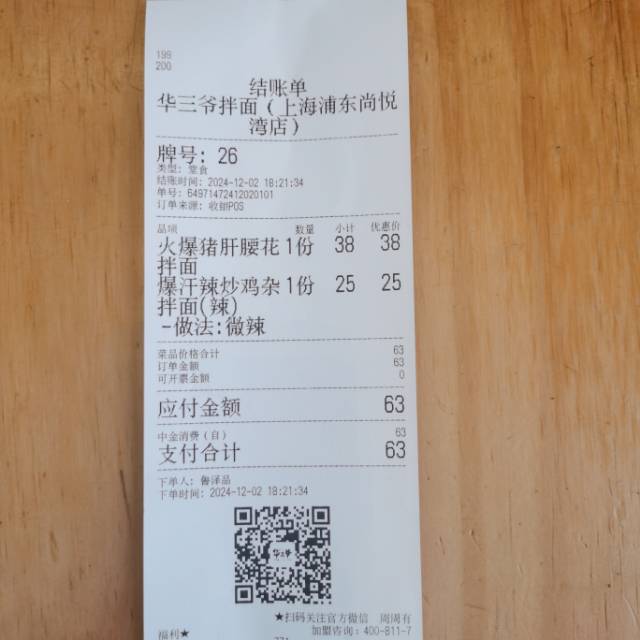 199
200
结账单
华三爷拌面（上海浦东尚悦
湾店）
牌号: 26
类型: 堂食
结账时间: 2024-12-02 18:21:34
单号: 64971472412020101
订单来源: 收银POS
品项 数量 小计 优惠价
火爆猪肝腰花 1份 38 38
拌面
爆汗辣炒鸡杂 1份 25 25
拌面(辣)
-做法:微辣
菜品价格合计 63
订单金额 63
可开票金额 0
应付金额 63
中金消费（自） 63
支付合计 63
下单人: 鲁泽品
下单时间: 2024-12-02 18:21:34
★扫码关注官方微信 周周有
福利★ 加盟咨询: 400-811-7